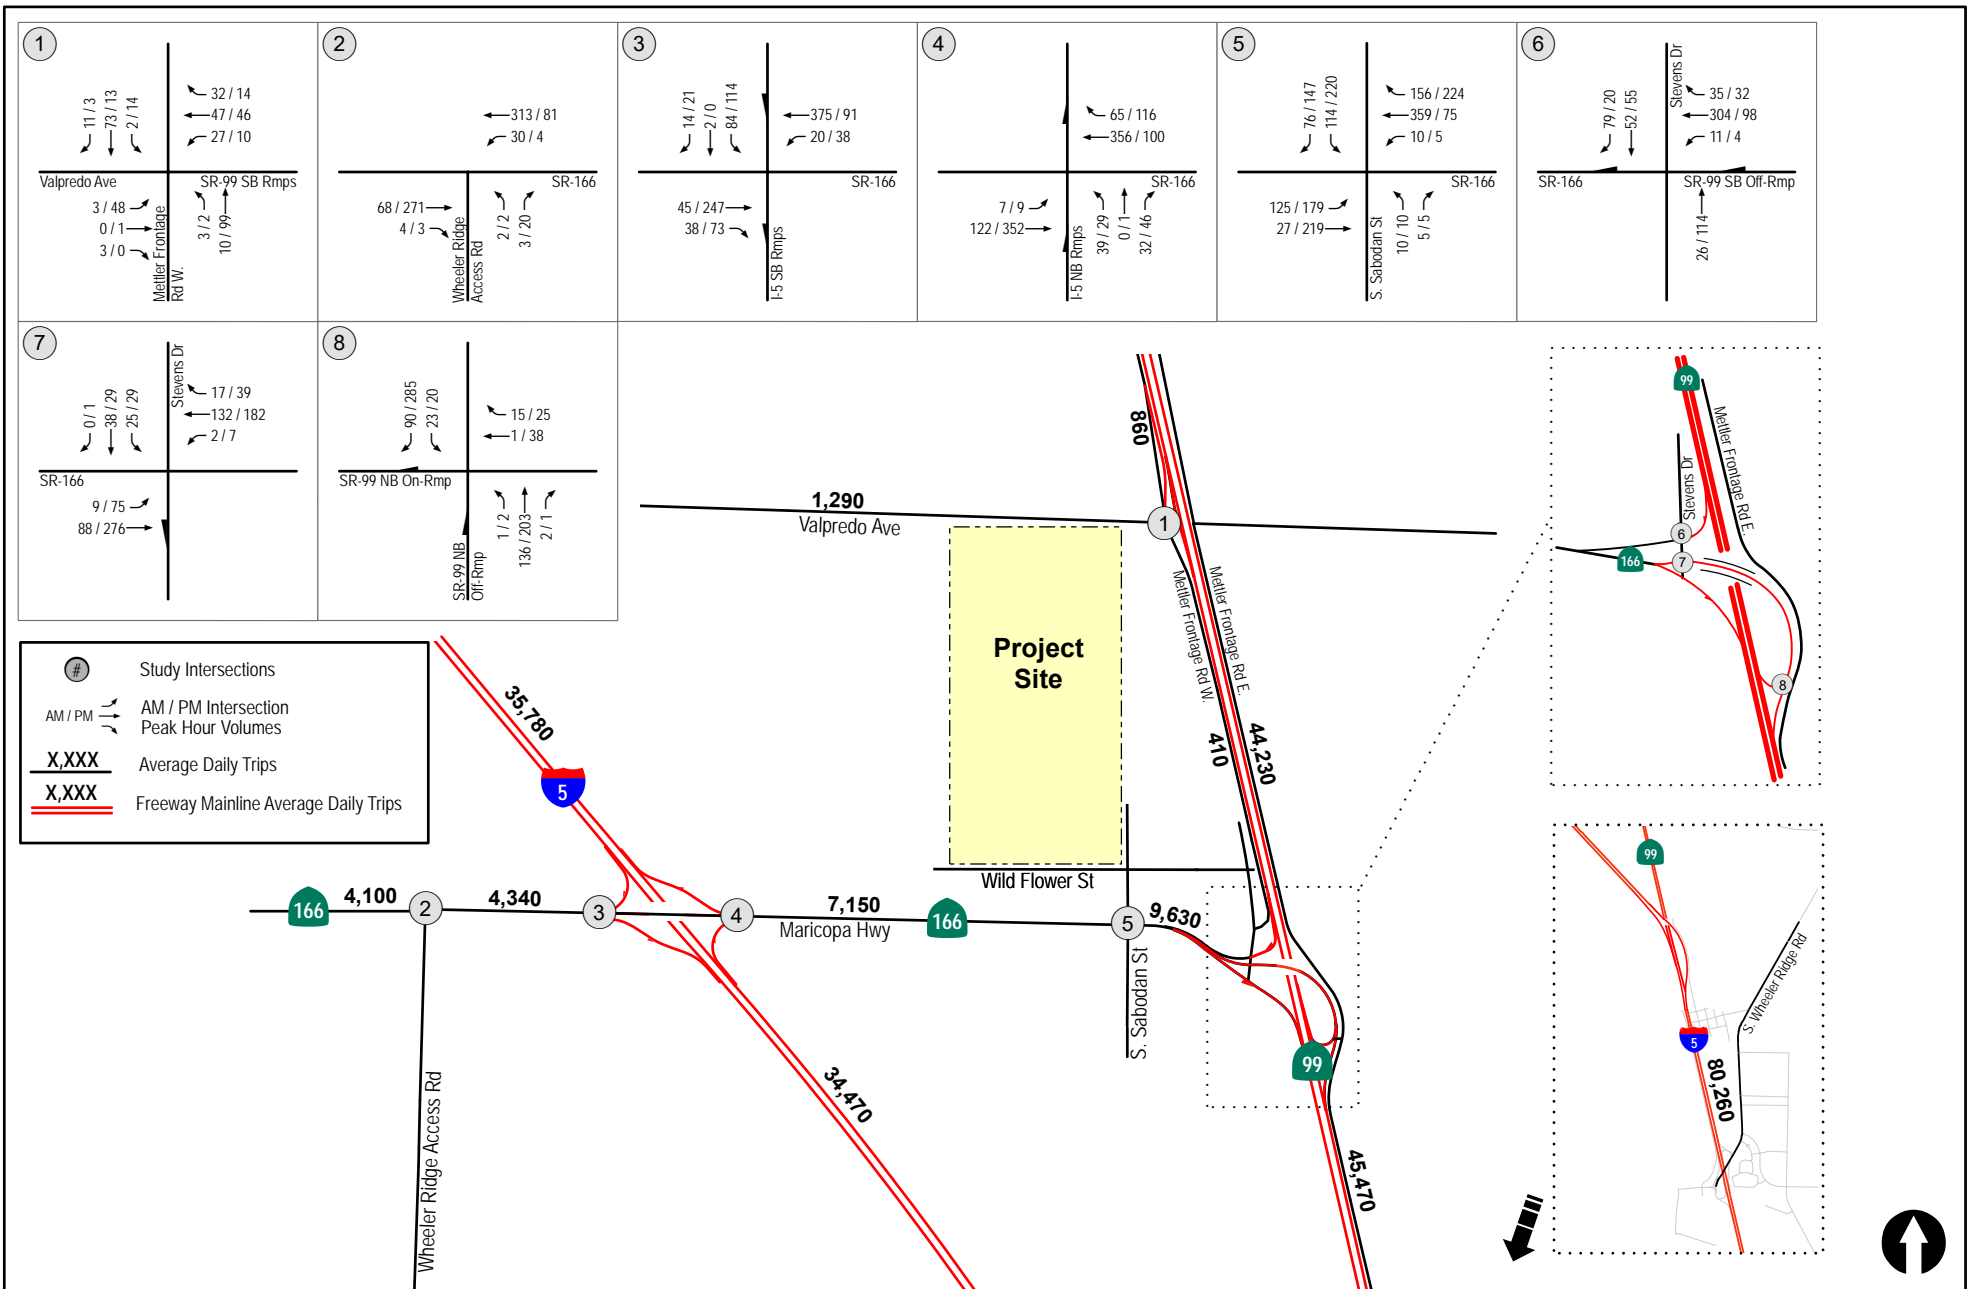 1
11 / 3
73 / 13
2 / 14
32 / 14
47 / 46
27 / 10
Valpredo Ave
SR-99 SB Rmps
3 / 48
0 / 1
3 / 0
Mettler Frontage
Rd W.
3 / 2
10 / 99
2
313 / 81
30 / 4
SR-166
68 / 271
4 / 3
Wheeler Ridge
Access Rd
2 / 2
3 / 20
3
14 / 21
2 / 0
84 / 114
375 / 91
20 / 38
SR-166
45 / 247
38 / 73
I-5 SB Rmps
4
65 / 116
356 / 100
SR-166
7 / 9
122 / 352
I-5 NB Rmps
39 / 29
0 / 1
32 / 46
5
76 / 147
114 / 220
156 / 224
359 / 75
10 / 5
SR-166
125 / 179
27 / 219
S. Sabodan St
10 / 10
5 / 5
6
79 / 20
52 / 55
Stevens Dr
35 / 32
304 / 98
11 / 4
SR-166
SR-99 SB Off-Rmp
26 / 114
7
0 / 1
38 / 29
25 / 29
Stevens Dr
17 / 39
132 / 182
2 / 7
SR-166
9 / 75
88 / 276
8
90 / 285
23 / 20
15 / 25
1 / 38
SR-99 NB On-Rmp
SR-99 NB
Off-Rmp
1 / 2
136 / 203
2 / 1
#
Study Intersections
AM / PM
AM / PM Intersection
Peak Hour Volumes
X,XXX
Average Daily Trips
X,XXX
Freeway Mainline Average Daily Trips
860
1,290
Valpredo Ave
1
Project
Site
Mettler Frontage Rd W.
Mettler Frontage Rd E.
410
44,230
35,780
5
Wild Flower St
166
4,100
2
4,340
3
4
7,150
Maricopa Hwy
166
5
9,630
S. Sabodan St
Wheeler Ridge Access Rd
34,470
99
45,470
99
Mettler Frontage Rd E.
Stevens Dr
6
166
7
8
99
S. Wheeler Ridge Rd
5
80,260